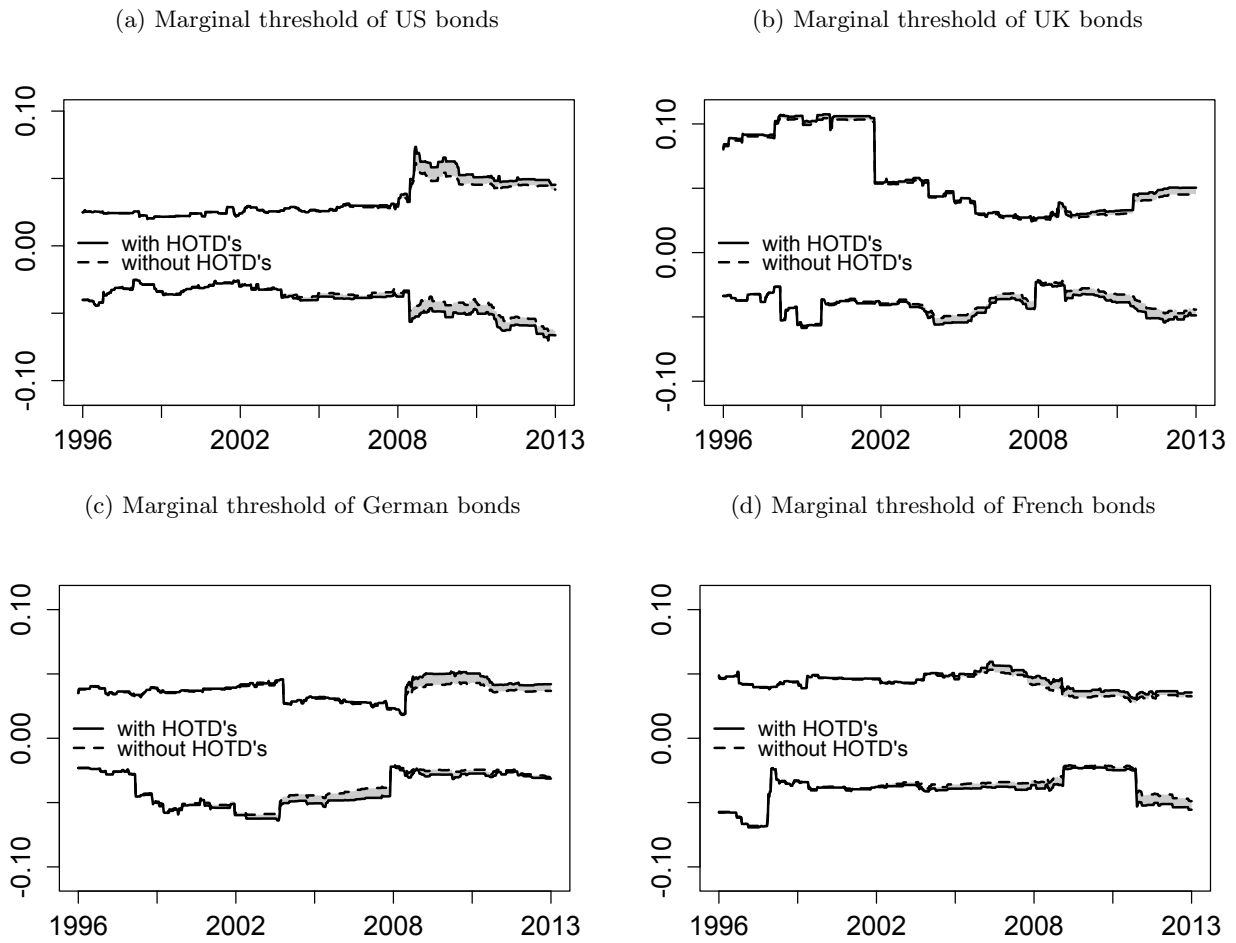 (a) Marginal threshold of US bonds
0.10
0.00
-0.10
with HOTD's
without HOTD's
1996 2002 2008 2013
(b) Marginal threshold of UK bonds
0.10
0.00
-0.10
with HOTD's
without HOTD's
1996 2002 2008 2013
(c) Marginal threshold of German bonds
0.10
0.00
-0.10
with HOTD's
without HOTD's
1996 2002 2008 2013
(d) Marginal threshold of French bonds
0.10
0.00
-0.10
with HOTD's
without HOTD's
1996 2002 2008 2013